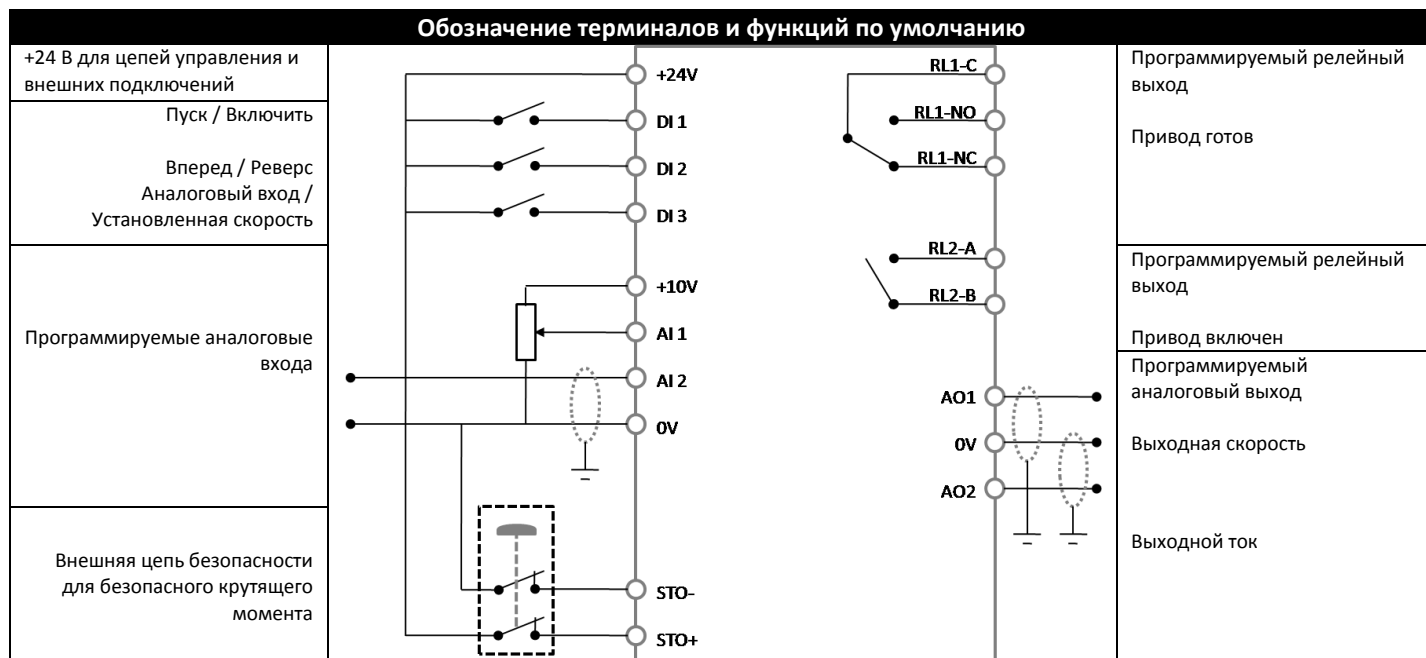 Обозначение терминалов и функций по умолчанию
+24 В для цепей управления и
внешних подключений
Пуск / Включить
Вперед / Реверс
Аналоговый вход /
Установленная скорость
Программируемые аналоговые
входа
Внешняя цепь безопасности
для безопасного крутящего
момента
+24V
DI 1
DI 2
DI 3
+10V
AI 1
AI 2
0V
STO-
STO+
RL1-C
RL1-NO
RL1-NC
RL2-A
RL2-B
AO1
0V
AO2
Программируемый релейный
выход
Привод готов
Программируемый релейный
выход
Привод включен
Программируемый
аналоговый выход
Выходная скорость
Выходной ток